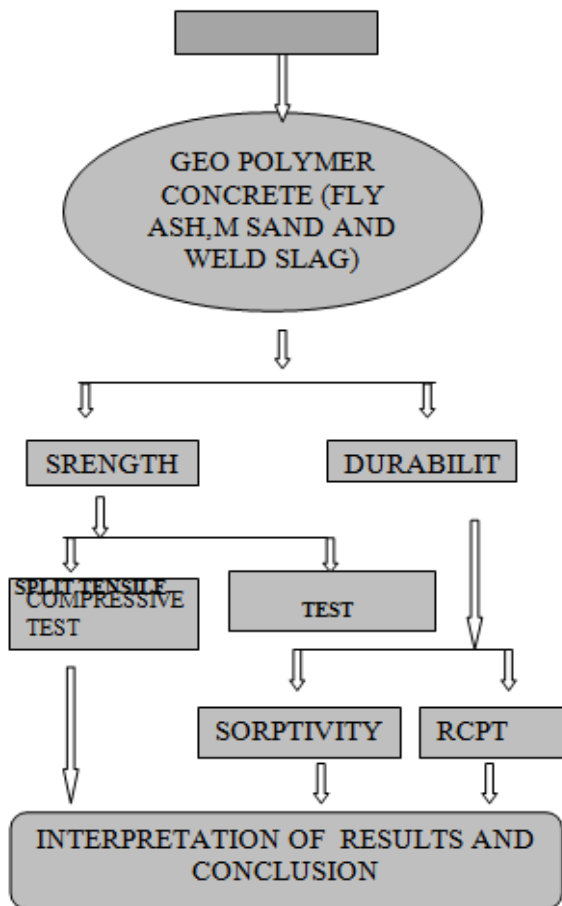 GEO POLYMER
CONCRETE (FLY
ASH,M SAND AND
WELD SLAG)
SRENGTH
DURABILIT
SPLIT TENSILE
COMPRESSIVE
TEST
TEST
SORPTIVITY
RCPT
INTERPRETATION OF RESULTS AND
CONCLUSION